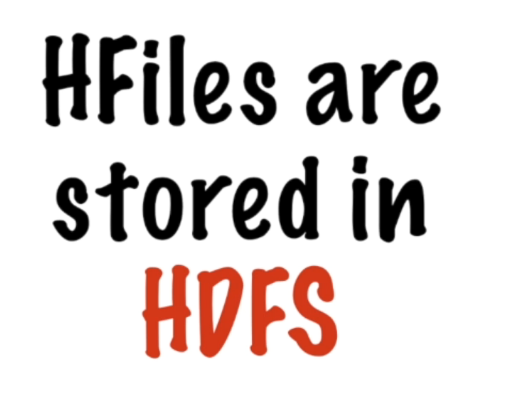 HFiles are
stored in
HDFS